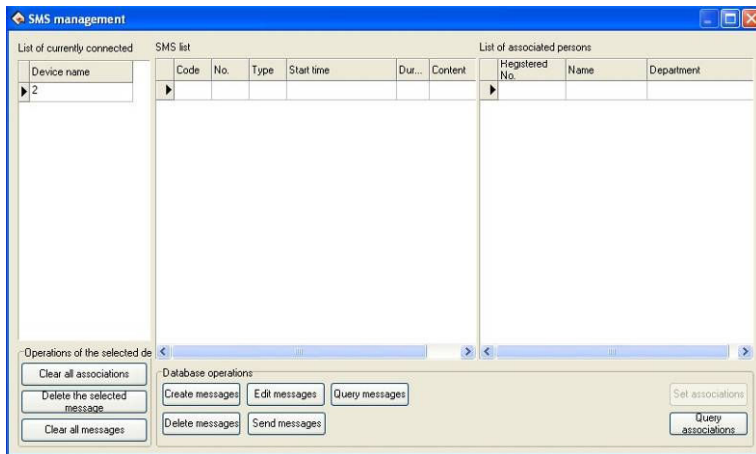 SMS management
List of currently connected
SMS list
List of associated persons
Device name
Code No. Type Start time Dur... Content
Registered No. Name Department
2
Operations of the selected de
Clear all associations
Delete the selected
message
Clear all messages
Database operations
Create messages Edit messages Query messages
Delete messages Send messages
Set associations
Query
associations